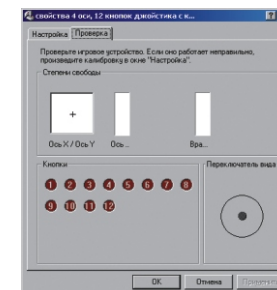 свойства 4 оси, 12 кнопок джойстика с к...
Настройка Проверка
Проверьте игровое устройство. Если оно работает неправильно,
произведите калибровку в окне "Настройка".
Степени свободы
Ось X / Ось Y Ось .. Вра...
Кнопки Переключатель вида
1 2 3 4 5 6 7 8
9 10 11 12
OK Отмена Применить